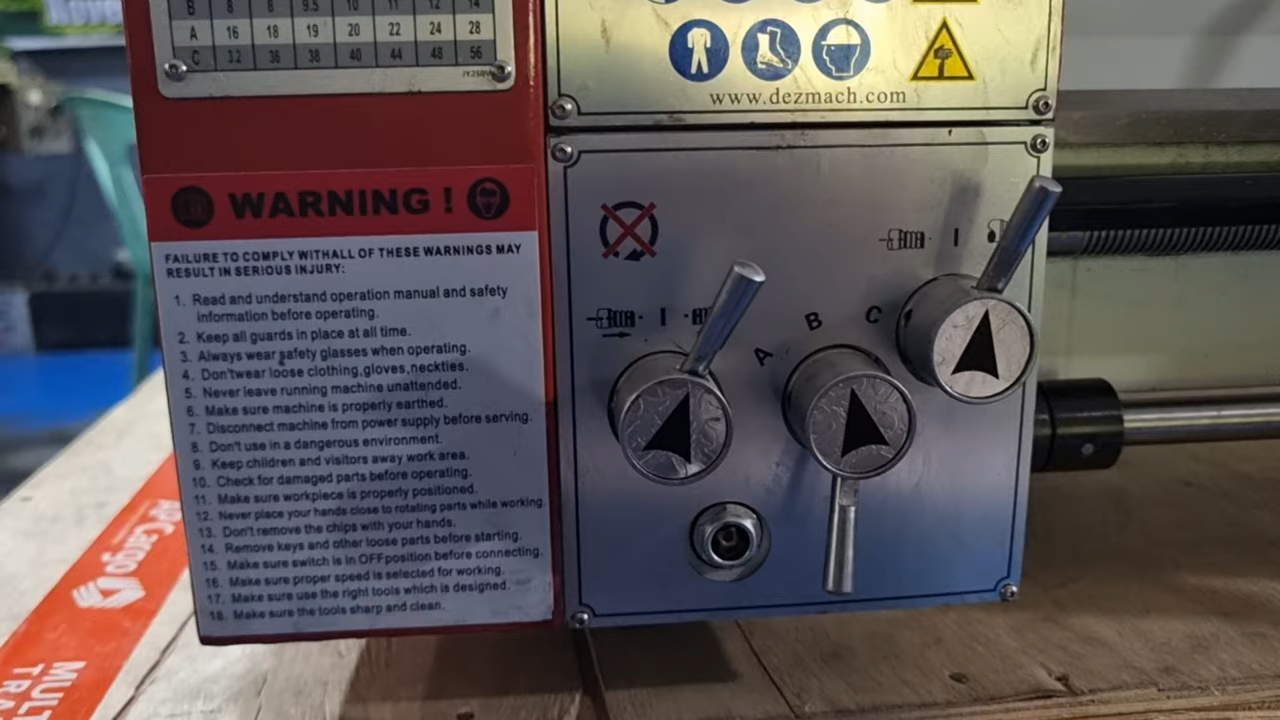 B 8 8 9.5 10 11 12 14
A 16 18 19 20 22 24 28
C 32 36 38 40 44 48 56
www.dezmach.com
WARNING !
FAILURE TO COMPLY WITHALL OF THESE WARNINGS MAY
RESULT IN SERIOUS INJURY:
1. Read and understand operation manual and safety
information before operating.
2. Keep all guards in place at all time.
3. Always wear safety glasses when operating.
4. Don'twear loose clothing,gloves,neckties.
5. Never leave running machine unattended.
6. Make sure machine is properly earthed.
7. Disconnect machine from power supply before serving.
8. Don't use in a dangerous environment.
9. Keep children and visitors away work area.
10. Check for damaged parts before operating.
11. Make sure workpiece is properly positioned.
12. Never place your hands close to rotating parts while working.
13. Don't remove the chips with your hands.
14. Remove keys and other loose parts before starting.
15. Make sure switch is in OFFposition before connecting.
16. Make sure proper speed is selected for working.
17. Make sure use the right tools which is designed.
18. Make sure the tools sharp and clean.
A B C
Cargo